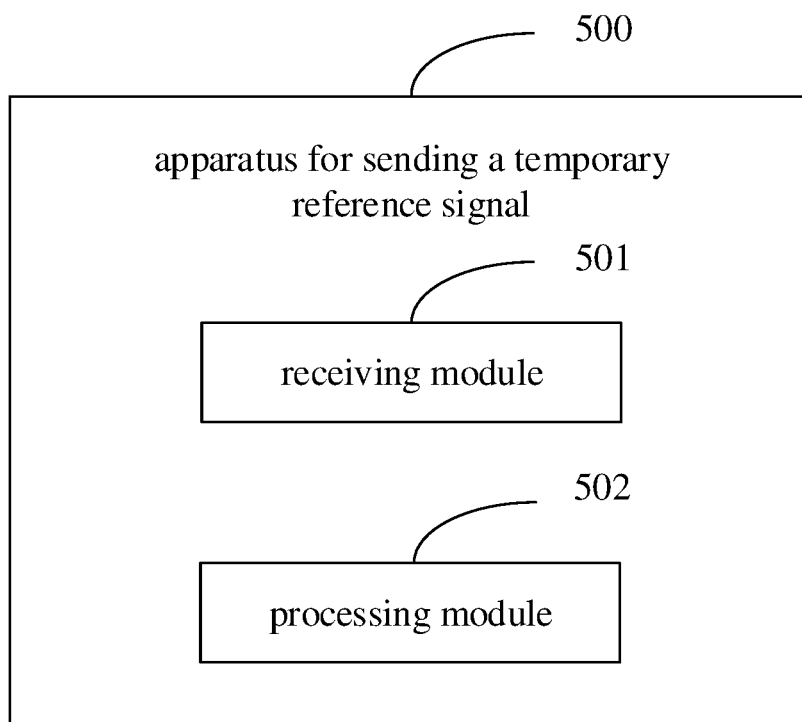 500
apparatus for sending a temporary
reference signal
501
receiving module
502
processing module